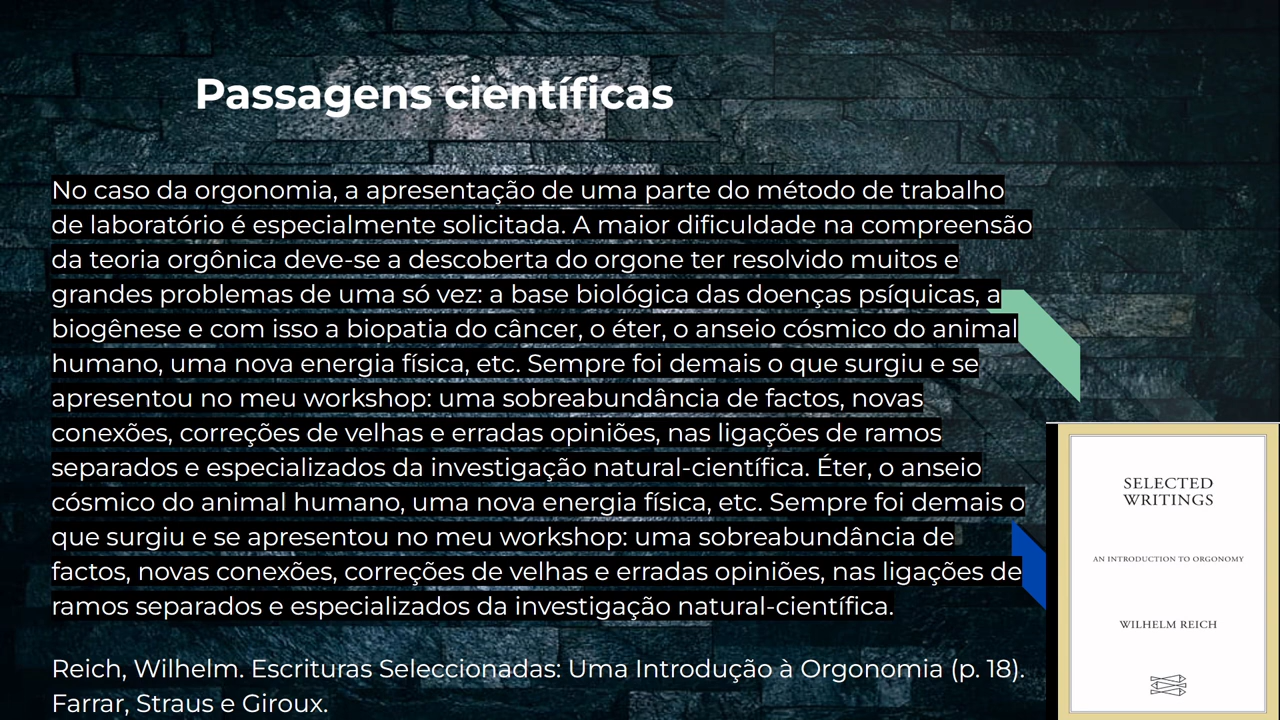 Passagens científicas
No caso da orgonomia, a apresentação de uma parte do método de trabalho
de laboratório é especialmente solicitada. A maior dificuldade na compreensão
da teoria orgônica deve-se a descoberta do orgone ter resolvido muitos e
grandes problemas de uma só vez: a base biológica das doenças psíquicas, a
biogênese e com isso a biopatia do câncer, o éter, o anseio cósmico do animal
humano, uma nova energia física, etc. Sempre foi demais o que surgiu e se
apresentou no meu workshop: uma sobreabundância de factos, novas
conexões, correções de velhas e erradas opiniões, nas ligações de ramos
separados e especializados da investigação natural-científica. Éter, o anseio
cósmico do animal humano, uma nova energia física, etc. Sempre foi demais o
que surgiu e se apresentou no meu workshop: uma sobreabundância de
factos, novas conexões, correções de velhas e erradas opiniões, nas ligações de
ramos separados e especializados da investigação natural-científica.
Reich, Wilhelm. Escrituras Seleccionadas: Uma Introdução à Orgonomia (p. 18).
Farrar, Straus e Giroux.
SELECTED
WRITINGS
AN INTRODUCTION TO ORGONOMY
WILHELM REICH